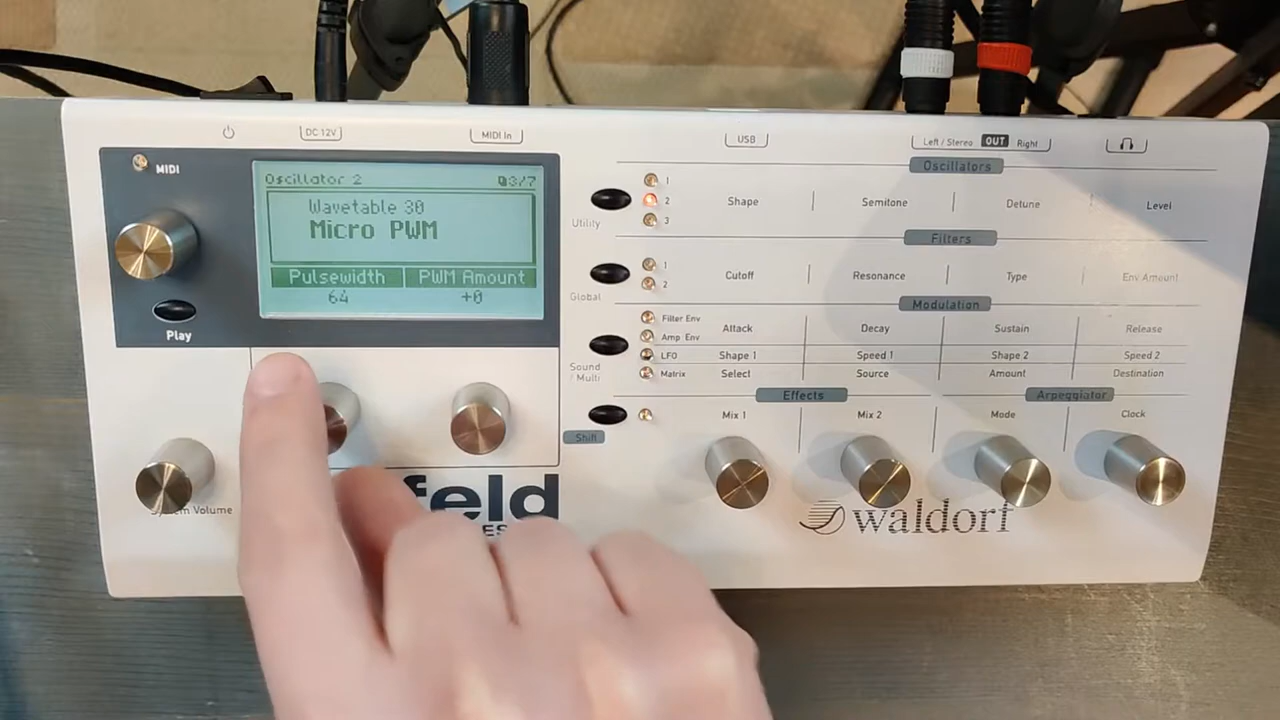 DC 12V
MIDI In
USB
Left / Stereo OUT Right
MIDI
Play
Oscillator 2 3/7
Wavetable 30
Micro PWM
Pulsewidth PWM Amount
64 +0
Utility
Global
Sound / Multi
Shift
Oscillators
1
2
3
Shape Semitone Detune Level
Filters
1
2
Cutoff Resonance Type Env Amount
Modulation
Filter Env
Amp Env
LFO
Matrix
Attack Decay Sustain Release
Shape 1 Speed 1 Shape 2 Speed 2
Select Source Amount Destination
Effects Arpeggiator
Mix 1 Mix 2 Mode Clock
Volume
feld
ES
waldorf